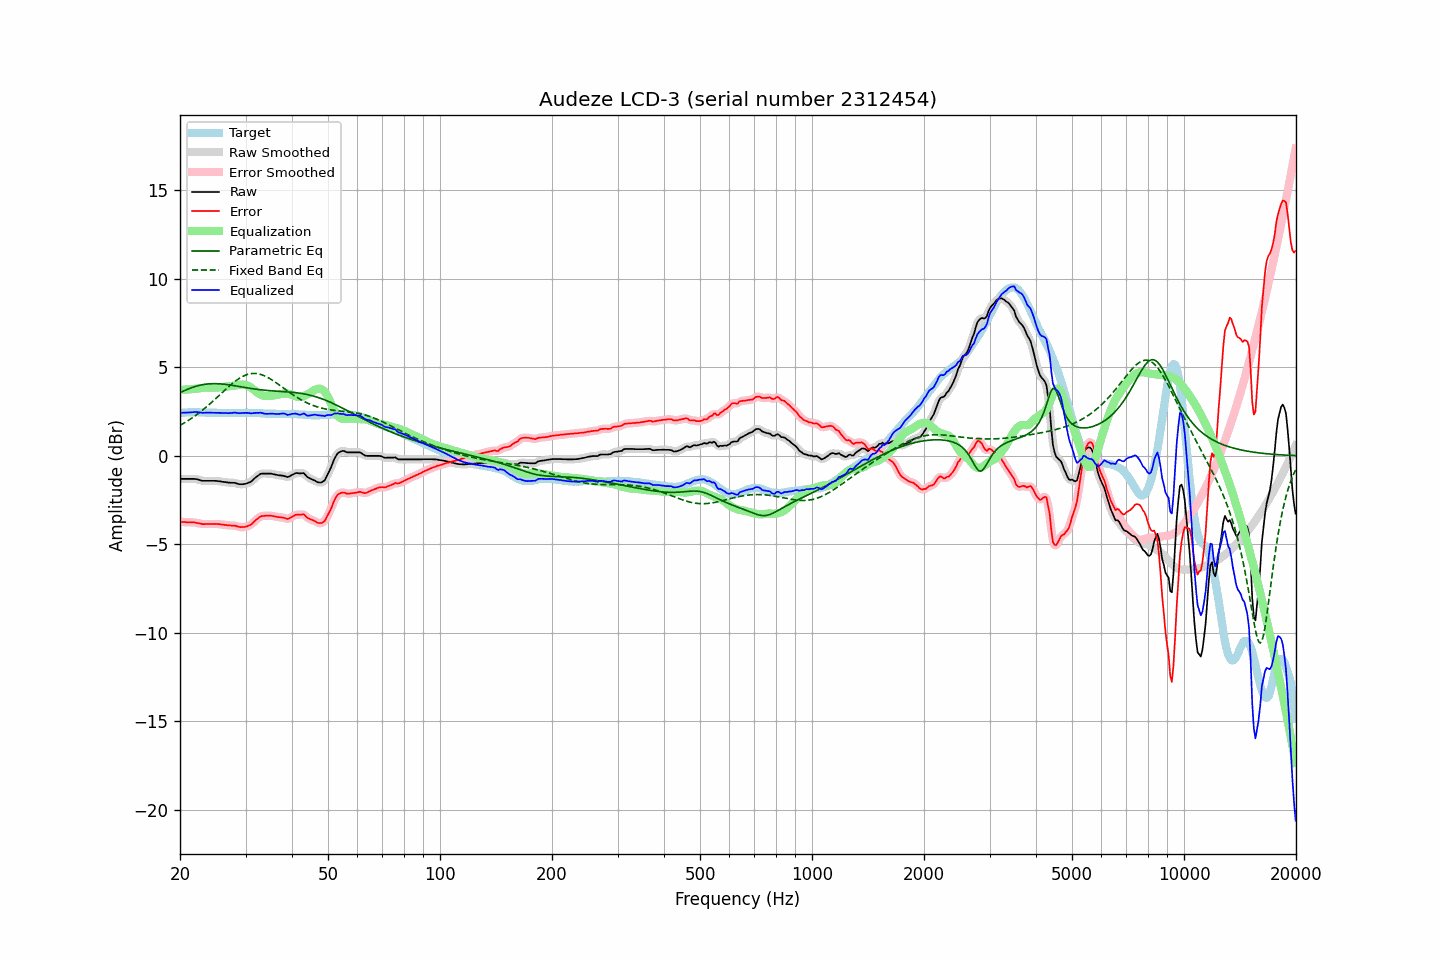 Audeze LCD-3 (serial number 2312454)
Target
Raw Smoothed
Error Smoothed
Raw
Error
Equalization
Parametric Eq
Fixed Band Eq
Equalized
Amplitude (dBr)
15
10
5
0
−5
−10
−15
−20
20 50 100 200 500 1000 2000 5000 10000 20000
Frequency (Hz)